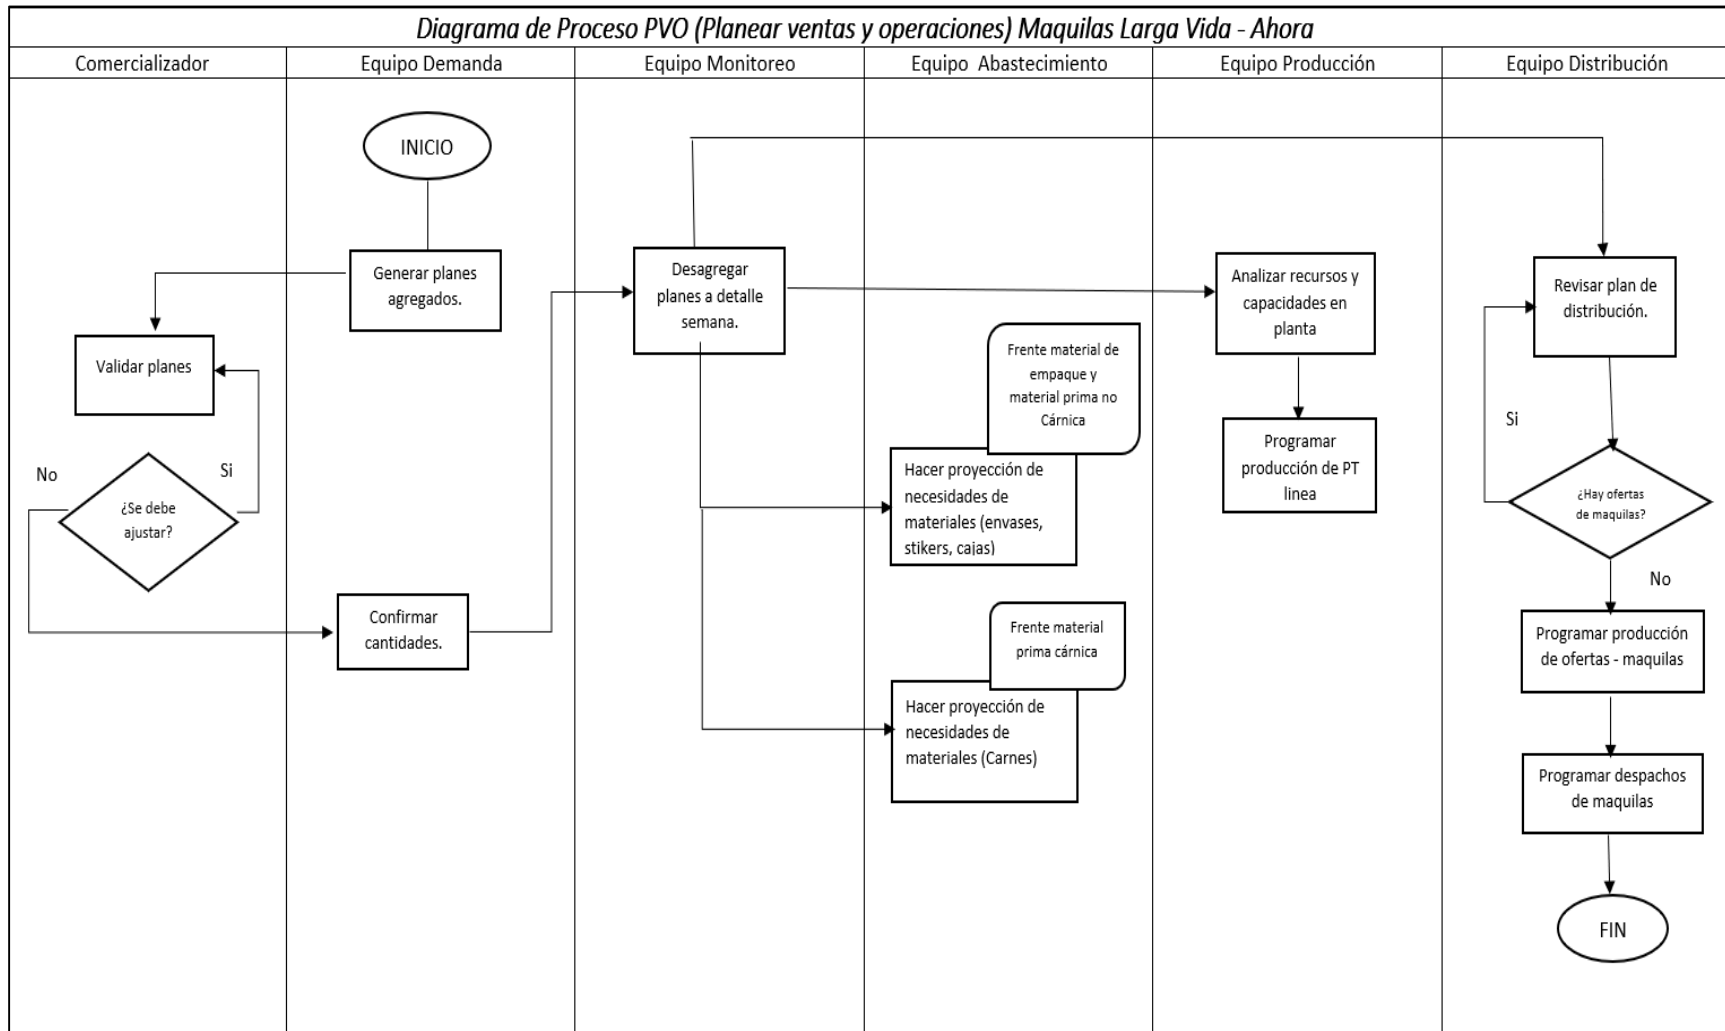 Diagrama de Proceso PVO (Planear ventas y operaciones) Maquilas Larga Vida - Ahora
Comercializador
Equipo Demanda
Equipo Monitoreo
Equipo Abastecimiento
Equipo Producción
Equipo Distribución
INICIO
Generar planes
agregados.
Validar planes
No
Si
¿Se debe
ajustar?
Confirmar
cantidades.
Desagregar
planes a detalle
semana.
Frente material de
empaque y
material prima no
Cárnica
Hacer proyección de
necesidades de
materiales (envases,
stikers, cajas)
Frente material
prima cárnica
Hacer proyección de
necesidades de
materiales (Carnes)
Analizar recursos y
capacidades en
planta
Programar
producción de PT
linea
Revisar plan de
distribución.
Si
¿Hay ofertas
de maquilas?
No
Programar producción
de ofertas - maquilas
Programar despachos
de maquilas
FIN